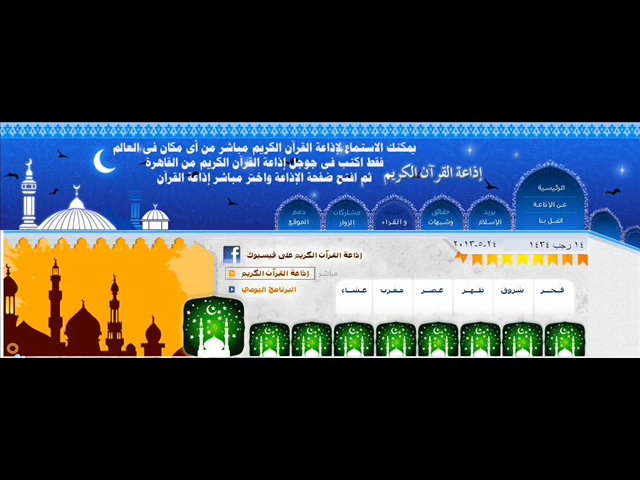 يمكنك الاستماع لإذاعة القرآن الكريم مباشر من أى مكان فى العالم
فقط اكتب فى جوجل إذاعة القرآن الكريم من القاهرة
ثم افتح صفحة الإذاعة واختر مباشر إذاعة القرآن
إذاعة القرآن الكريم
الرئيسية
عن الإذاعة
اتصل بنا
بريد الإسلام
حقائق وشبهات
و القراء
مشاركات الزوار
دعم الموقع
١٤ رجب ١٤٣٤
٢٤-٥-٢٠١٣
إذاعة القرآن الكريم على فيسبوك
مباشر إذاعة القرآن الكريم
البرنامج اليومي
فجر شروق ظهر عصر مغرب عشاء